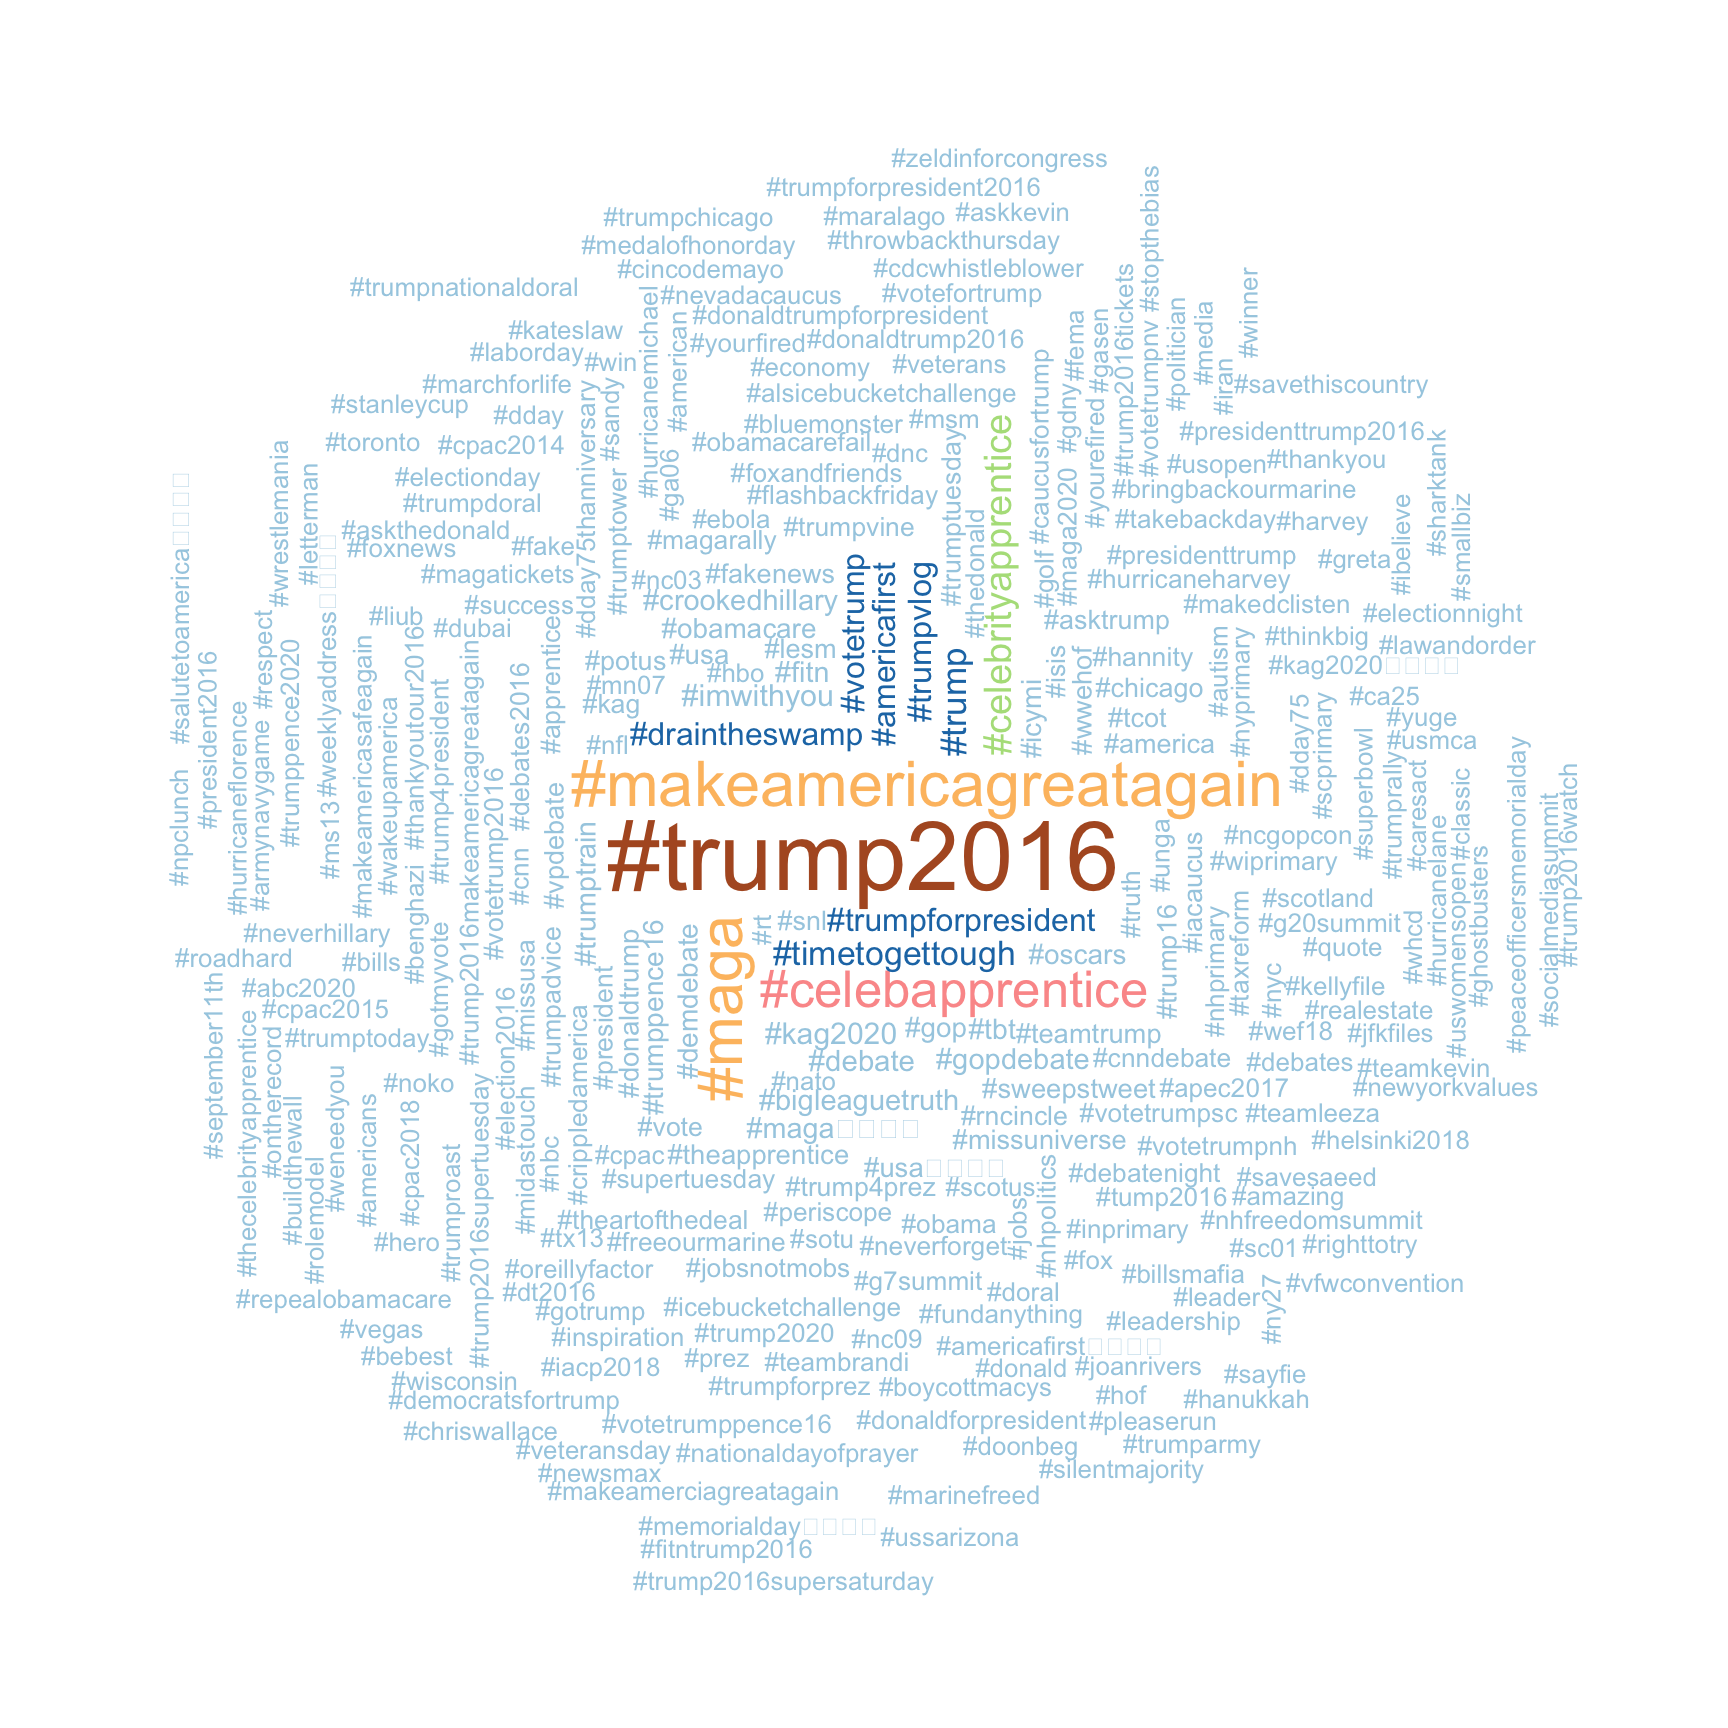 #zeldinforcongress
#trumpforpresident2016
#trumpchicago
#maralago
#askkevin
#medalofhonorday
#throwbackthursday
#stopthebias
#cincodemayo
#cdcwhistleblower
#trumpnationaldoral
#nevadacaucus
#votefortrump
#donaldtrumpforpresident
#kateslaw
#yourfired
#donaldtrump2016
#laborday
#win
#economy
#veterans
#hurricanemichael
#american
#fema
#gasen
#trump2016tickets
#votetrumpnv
#politician
#media
#winner
#iran
#marchforlife
#alsicebucketchallenge
#savethiscountry
#stanleycup
#dday
#sandy
#bluemonster
#msm
#caucusfortrump
#gdny
#presidenttrump2016
#toronto
#cpac2014
#obamacarefail
#dnc
#usopen
#thankyou
#electionday
#foxandfriends
#bringbackourmarine
#trumpdoral
#flashbackfriday
#takebackday
#harvey
#askthedonald
#ebola
#trumpvine
#foxnews
#fake
#magarally
#presidenttrump
#greta
#magatickets
#nc03
#fakenews
#hurricaneharvey
#success
#crookedhillary
#makedclisten
#liub
#dubai
#obamacare
#asktrump
#electionnight
#wrestlemania
#letterman
#salutetoamerica
#weeklyaddress
#dday75thanniversary
#trumptower
#ga06
#votetrump
#americafirst
#trumpvlog
#trump
#trumptuesday
#thedonald
#celebrityapprentice
#golf
#maga2020
#yourefired
#ibelieve
#sharktank
#smallbiz
#potus
#usa
#lesm
#thinkbig
#lawandorder
#mn07
#hbo
#fitn
#hannity
#kag2020
#kag
#imwithyou
#chicago
#ca25
#nfl
#draintheswamp
#tcot
#yuge
#america
#usmca
#icymi
#isis
#wwehof
#autism
#nyprimary
#president2016
#respect
#hurricaneflorence
#armynavygame
#trumppence2020
#ms13
#makeamericasafeagain
#wakeupamerica
#thankyoutour2016
#trump4president
#trump2016makeamericagreatagain
#votetrump2016
#debates2016
#cnn
#apprentice
#vpdebate
#trumptrain
#npclunch
#makeamericagreatagain
#trump2016
#dday75
#scprimary
#superbowl
#trumprally
#caresact
#hurricanelane
#classic
#uswomensopen
#ghostbusters
#peaceofficersmemorialday
#socialmediasummit
#trump2016watch
#ncgopcon
#wiprimary
#unga
#iacaucus
#truth
#scotland
#g20summit
#quote
#whcd
#neverhillary
#snl
#trumpforpresident
#rt
#roadhard
#bills
#benghazi
#timetogettough
#oscars
#kellyfile
#abc2020
#celebapprentice
#realestate
#cpac2015
#maga
#trumptoday
#kag2020
#gop
#tbt
#teamtrump
#wef18
#jfkfiles
#debate
#gopdebate
#cnndebate
#debates
#teamkevin
#trump16
#nhprimary
#taxreform
#nyc
#gotmyvote
#election2016
#missusa
#trumpadvice
#president
#donaldtrump
#trumppence16
#demdebate
#noko
#nato
#sweepstweet
#apec2017
#newyorkvalues
#bigleaguetruth
#rncincle
#votetrumpsc
#teamleeza
#vote
#maga
#missuniverse
#votetrumpnh
#helsinki2018
#cpac
#theapprentice
#usa
#debatenight
#savesaeed
#supertuesday
#trump4prez
#scotus
#tump2016
#amazing
#september11th
#thecelebrityapprentice
#ontherecord
#buildthewall
#rolemodel
#weneedyou
#americans
#cpac2018
#trumproast
#trump2016supertuesday
#midastouch
#nbc
#crippledamerica
#theartofthedeal
#periscope
#obama
#jobs
#nhpolitics
#inprimary
#nhfreedomsummit
#hero
#tx13
#freeourmarine
#sotu
#neverforget
#sc01
#righttotry
#oreillyfactor
#jobsnotmobs
#fox
#billsmafia
#g7summit
#vfwconvention
#dt2016
#doral
#leader
#repealobamacare
#gotrump
#icebucketchallenge
#fundanything
#leadership
#ny27
#vegas
#inspiration
#trump2020
#nc09
#americafirst
#bebest
#iacp2018
#prez
#teambrandi
#donald
#joanrivers
#sayfie
#wisconsin
#trumpforprez
#boycottmacys
#hof
#hanukkah
#democratsfortrump
#votetrumppence16
#donaldforpresident
#pleaserun
#chriswallace
#veteransday
#nationaldayofprayer
#doonbeg
#trumparmy
#newsmax
#silentmajority
#makeamerciagreatagain
#marinefreed
#memorialday
#ussarizona
#fitntrump2016
#trump2016supersaturday